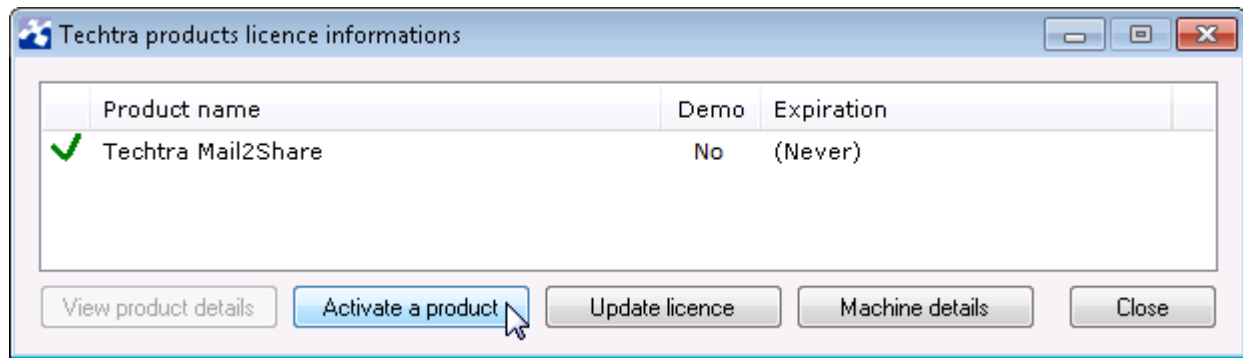 Techtra products licence informations
Product name Demo Expiration
Techtra Mail2Share No (Never)
View product details Activate a product Update licence Machine details Close